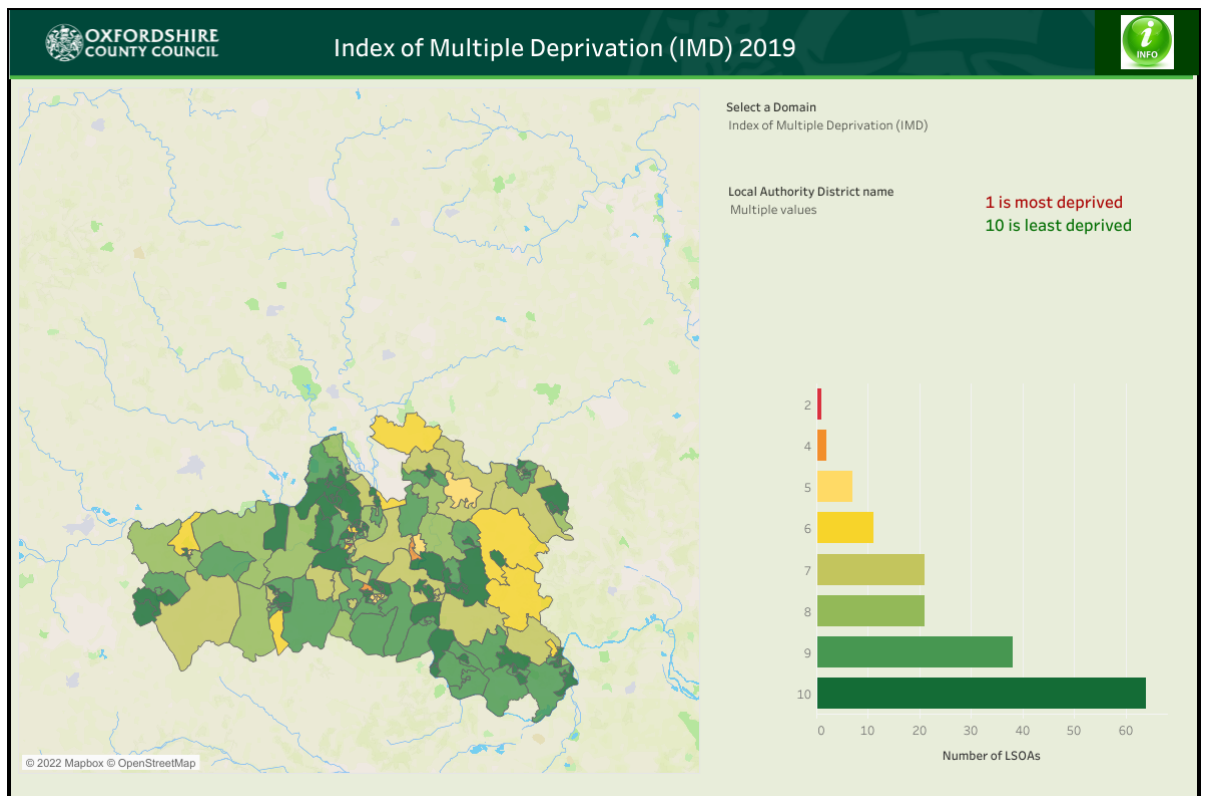 OXFORDSHIRE
COUNTY COUNCIL
Index of Multiple Deprivation (IMD) 2019
i
INFO
Select a Domain
Index of Multiple Deprivation (IMD)
Local Authority District name
Multiple values
1 is most deprived
10 is least deprived
2
4
5
6
7
8
9
10
0 10 20 30 40 50 60
Number of LSOAs
© 2022 Mapbox © OpenStreetMap